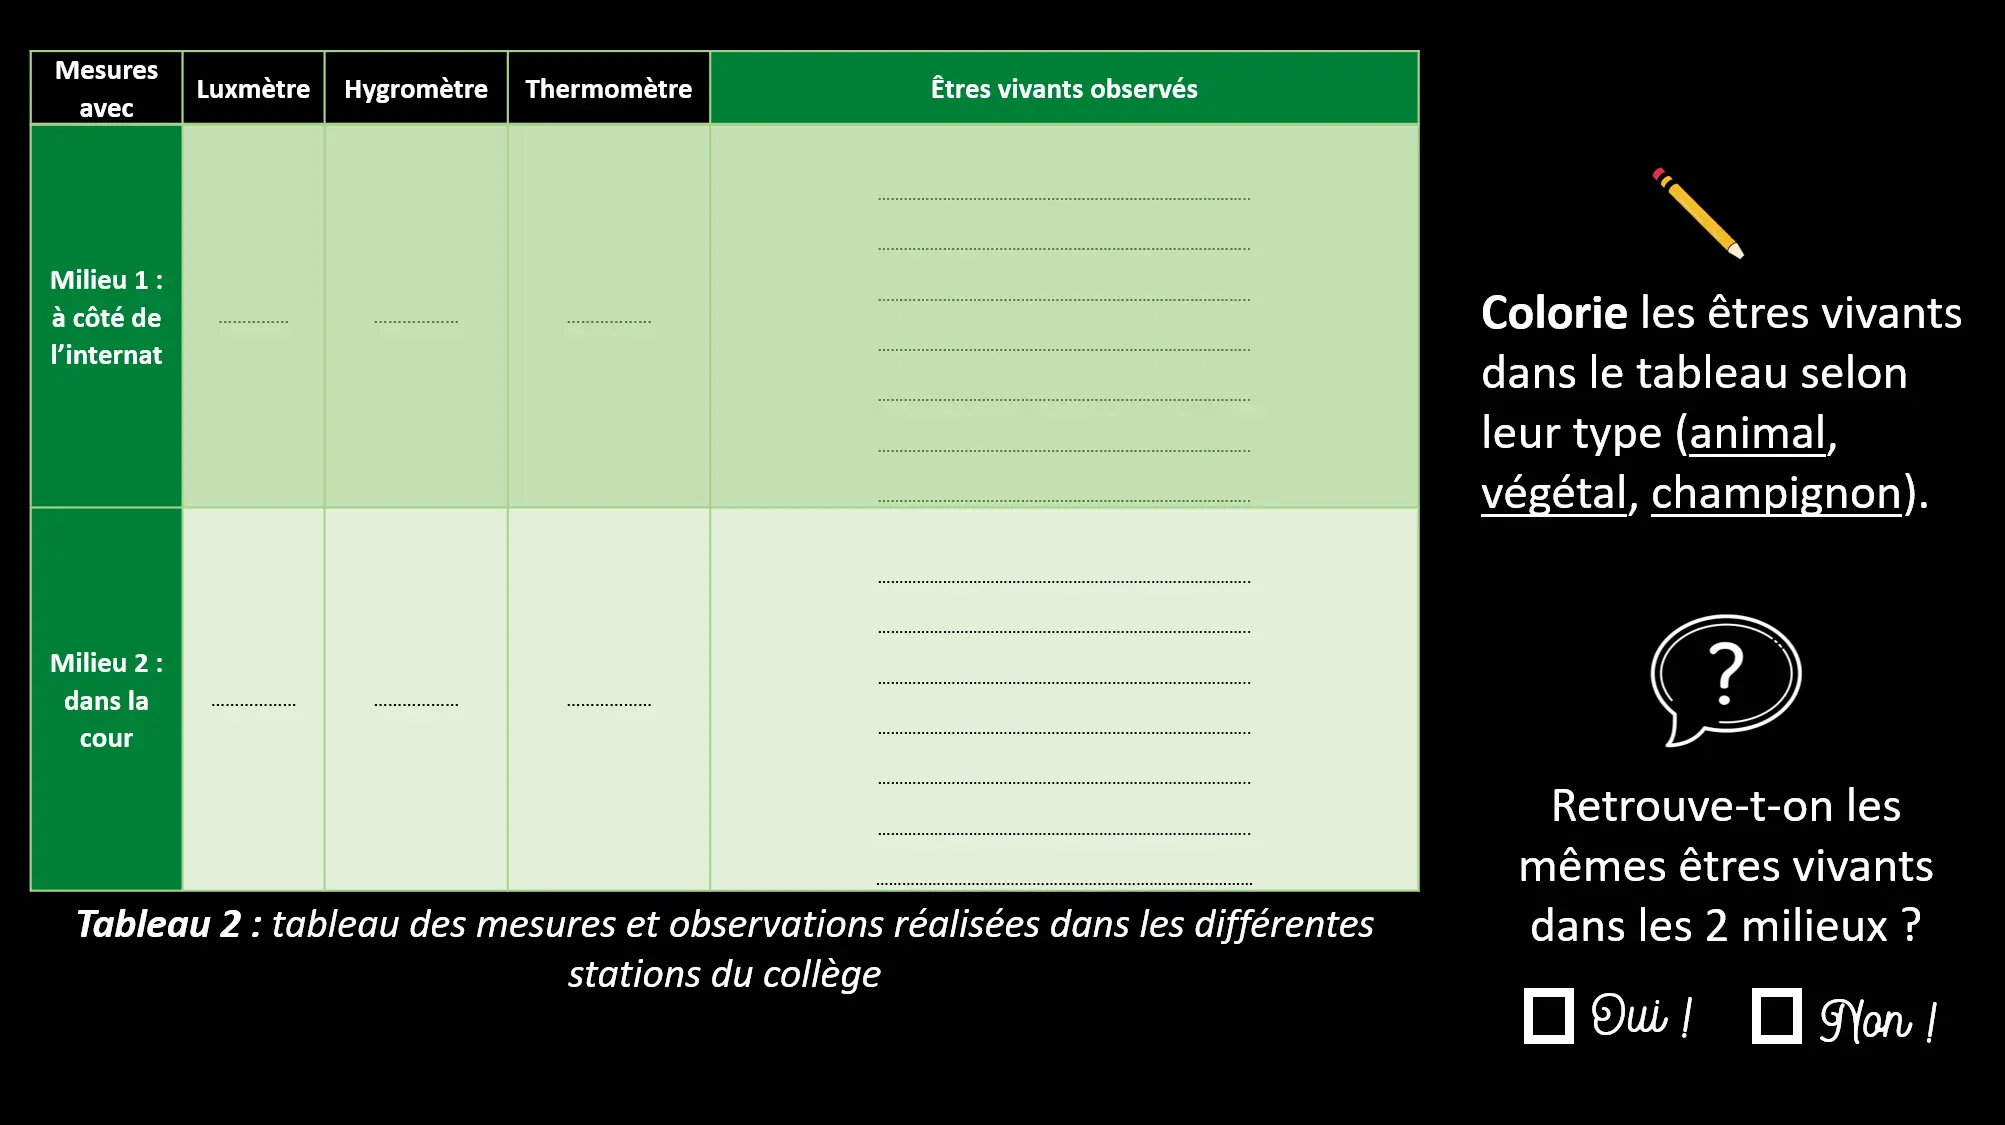 Mesures avec
Luxmètre
Hygromètre
Thermomètre
Êtres vivants observés
Milieu 1 :
à côté de
l’internat
...............
..................
..................
................................................................................
................................................................................
................................................................................
................................................................................
................................................................................
................................................................................
................................................................................
Milieu 2 :
dans la
cour
..................
..................
..................
................................................................................
................................................................................
................................................................................
................................................................................
................................................................................
................................................................................
................................................................................
Tableau 2 : tableau des mesures et observations réalisées dans les différentes
stations du collège
Colorie les êtres vivants
dans le tableau selon
leur type (animal,
végétal, champignon).
?
Retrouve-t-on les
mêmes êtres vivants
dans les 2 milieux ?
Oui !
Non !